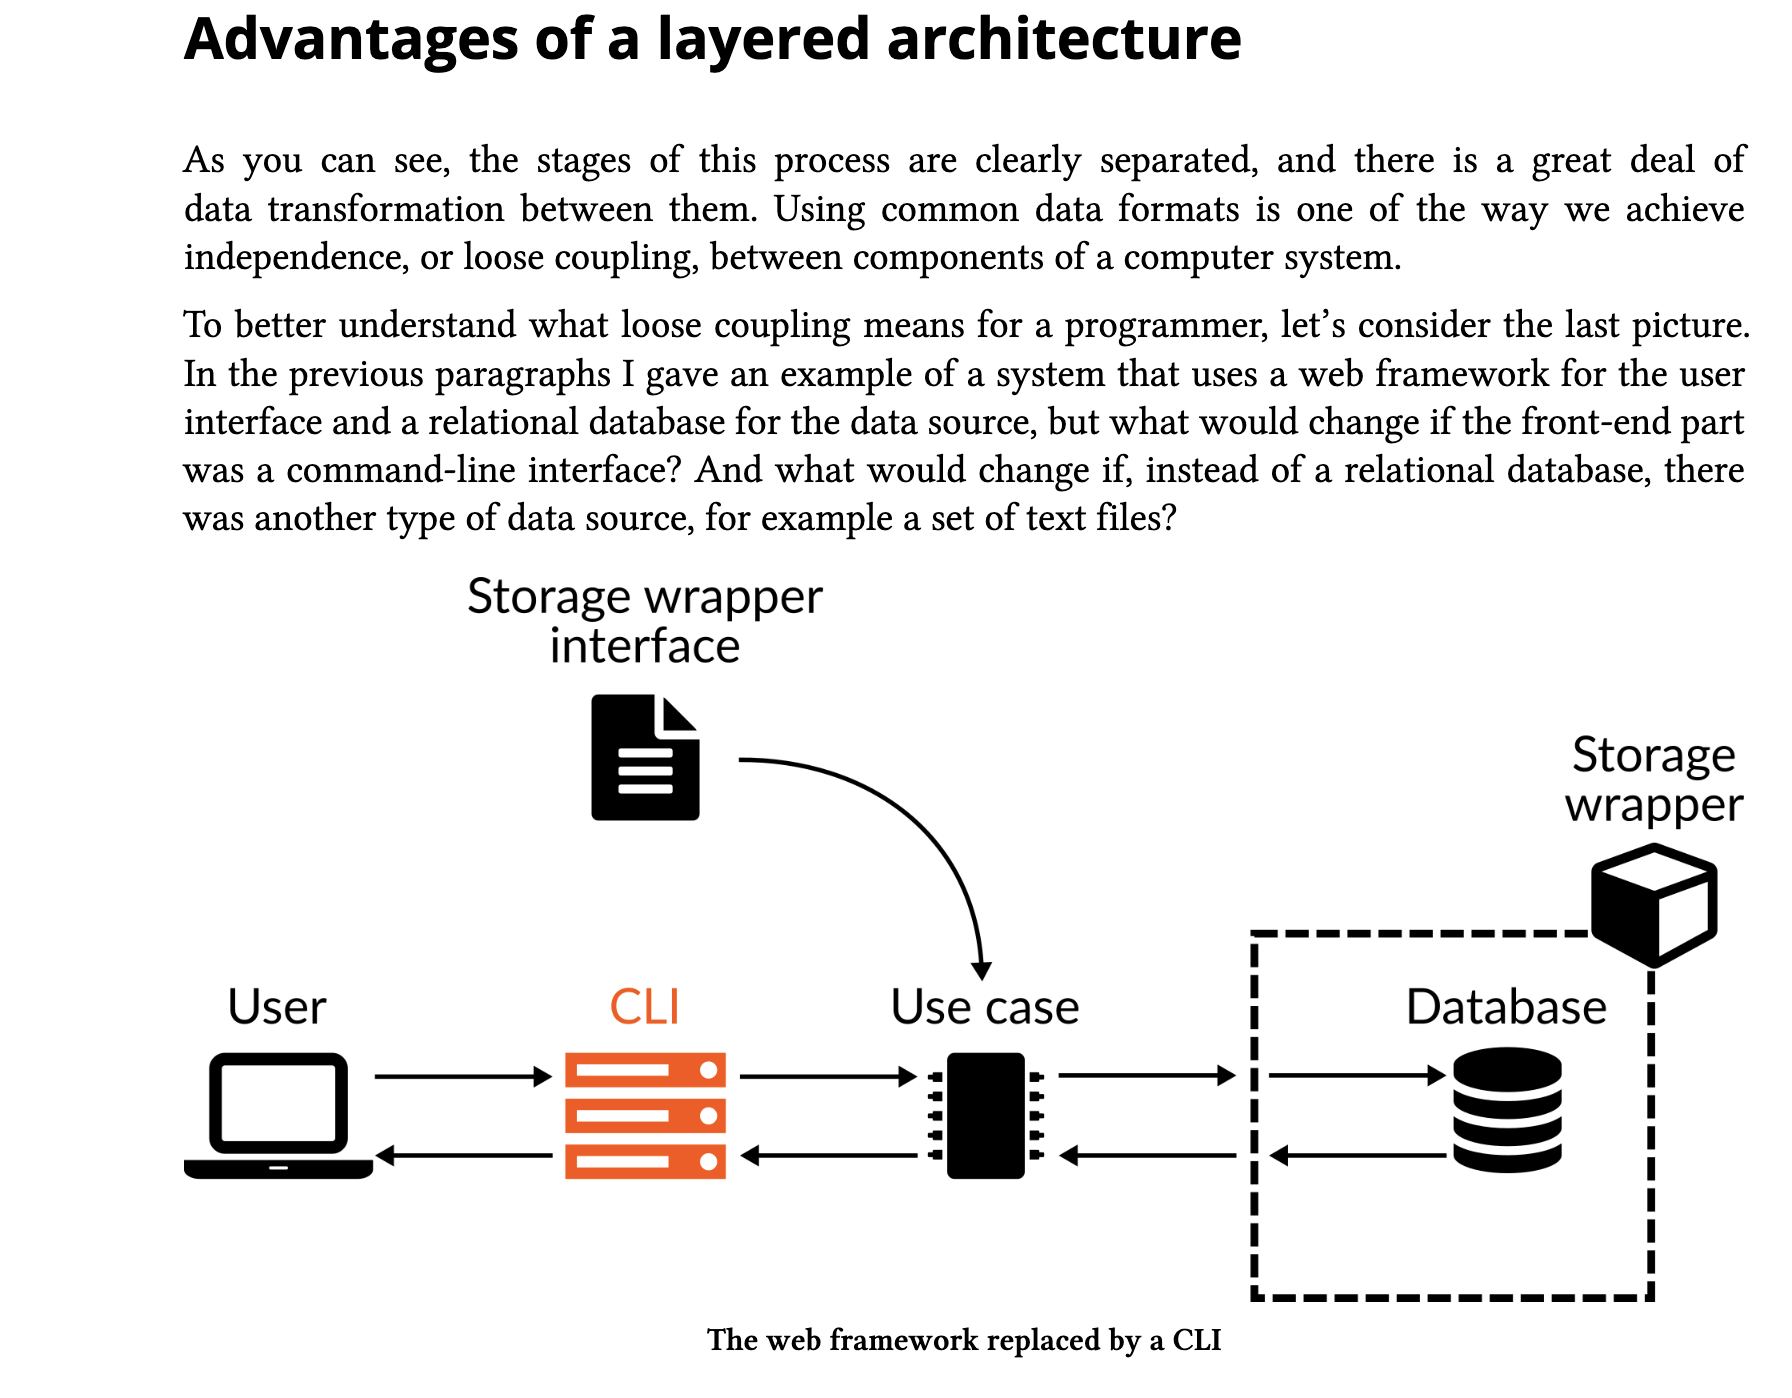 Advantages of a layered architecture
As you can see, the stages of this process are clearly separated, and there is a great deal of
data transformation between them. Using common data formats is one of the way we achieve
independence, or loose coupling, between components of a computer system.
To better understand what loose coupling means for a programmer, let’s consider the last picture.
In the previous paragraphs I gave an example of a system that uses a web framework for the user
interface and a relational database for the data source, but what would change if the front-end part
was a command-line interface? And what would change if, instead of a relational database, there
was another type of data source, for example a set of text files?
Storage wrapper
interface
Storage
wrapper
User
CLI
Use case
Database
The web framework replaced by a CLI